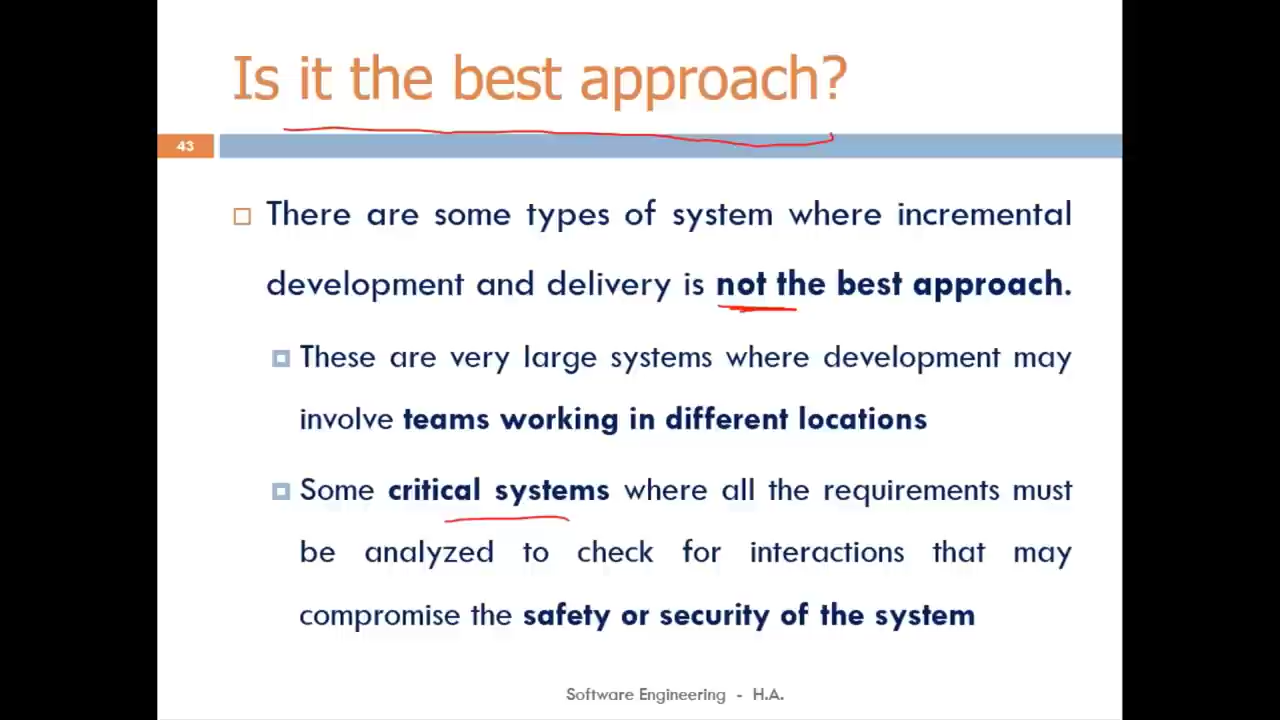 Is it the best approach?
43
There are some types of system where incremental
development and delivery is not the best approach.
These are very large systems where development may
involve teams working in different locations
Some critical systems where all the requirements must
be analyzed to check for interactions that may
compromise the safety or security of the system
Software Engineering - H.A.